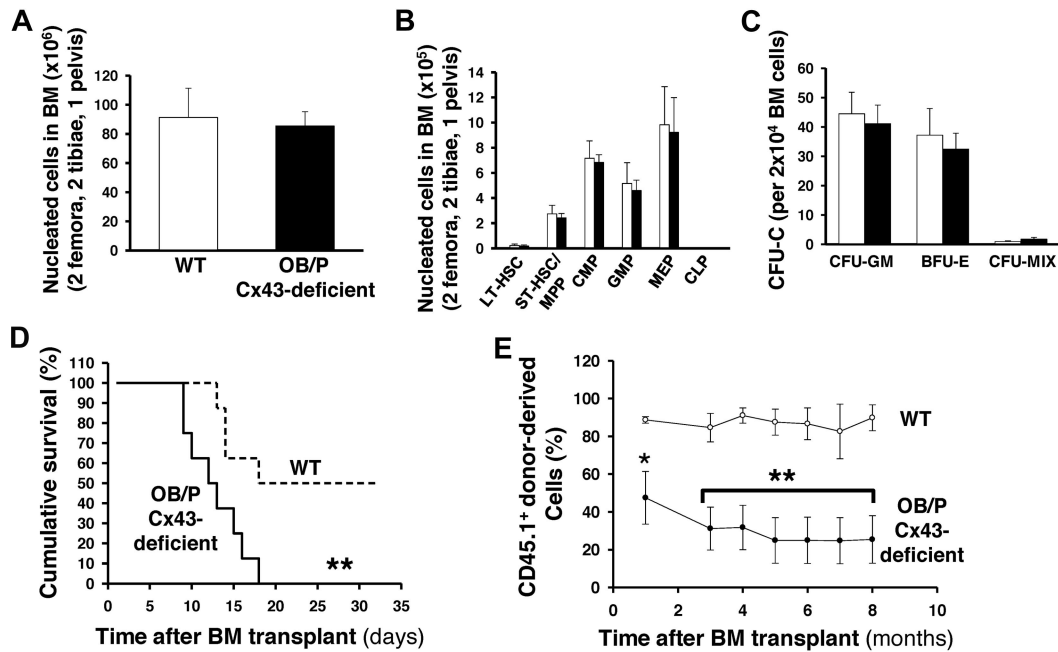 A
Nucleated cells in BM (x10⁶)
(2 femora, 2 tibiae, 1 pelvis)
120
100
80
60
40
20
0
WT
OB/P
Cx43-deficient
B
Nucleated cells in BM (x10⁵)
(2 femora, 2 tibiae, 1 pelvis)
14
12
10
8
6
4
2
0
LT-HSC
ST-HSC/
MPP
CMP
GMP
MEP
CLP
C
CFU-C (per 2x10⁴ BM cells)
60
50
40
30
20
10
0
CFU-GM
BFU-E
CFU-MIX
D
Cumulative survival (%)
110
100
90
80
70
60
50
40
30
20
10
0
WT
OB/P
Cx43-
deficient
**
0
5
10
15
20
25
30
35
Time after BM transplant (days)
E
CD45.1⁺ donor-derived
Cells (%)
120
100
80
60
40
20
0
WT
*
**
OB/P
Cx43-
deficient
0
2
4
6
8
10
Time after BM transplant (months)